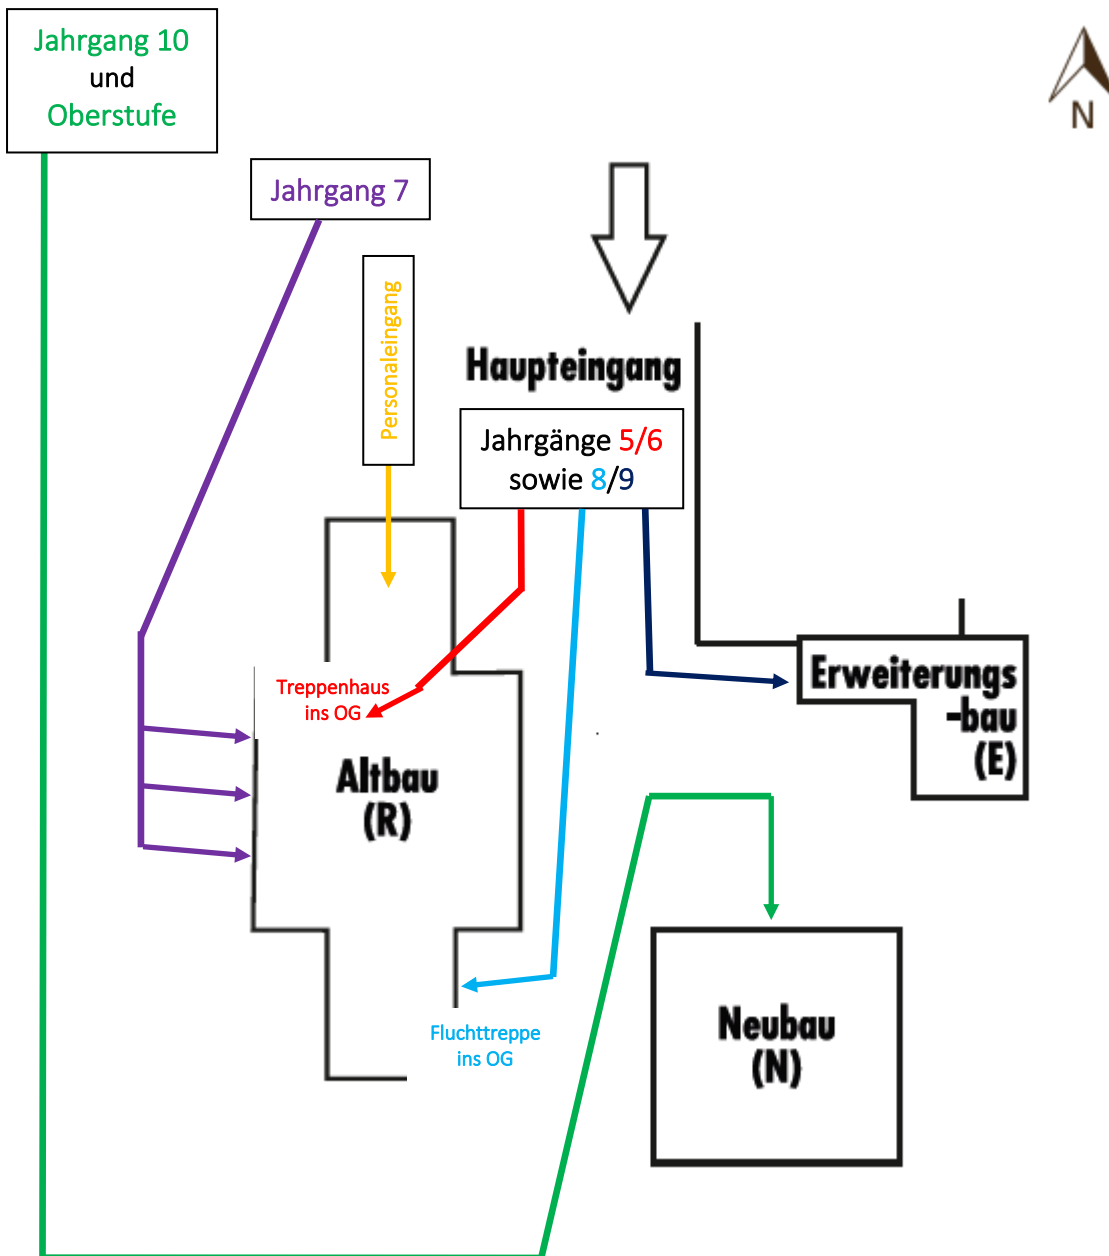 Jahrgang 10
und
Oberstufe
N
Jahrgang 7
Personaleingang
Haupteingang
Jahrgänge 5/6
sowie 8/9
Treppenhaus
ins OG
Erweiterungs
-bau
(E)
Altbau
(R)
Fluchttreppe
ins OG
Neubau
(N)